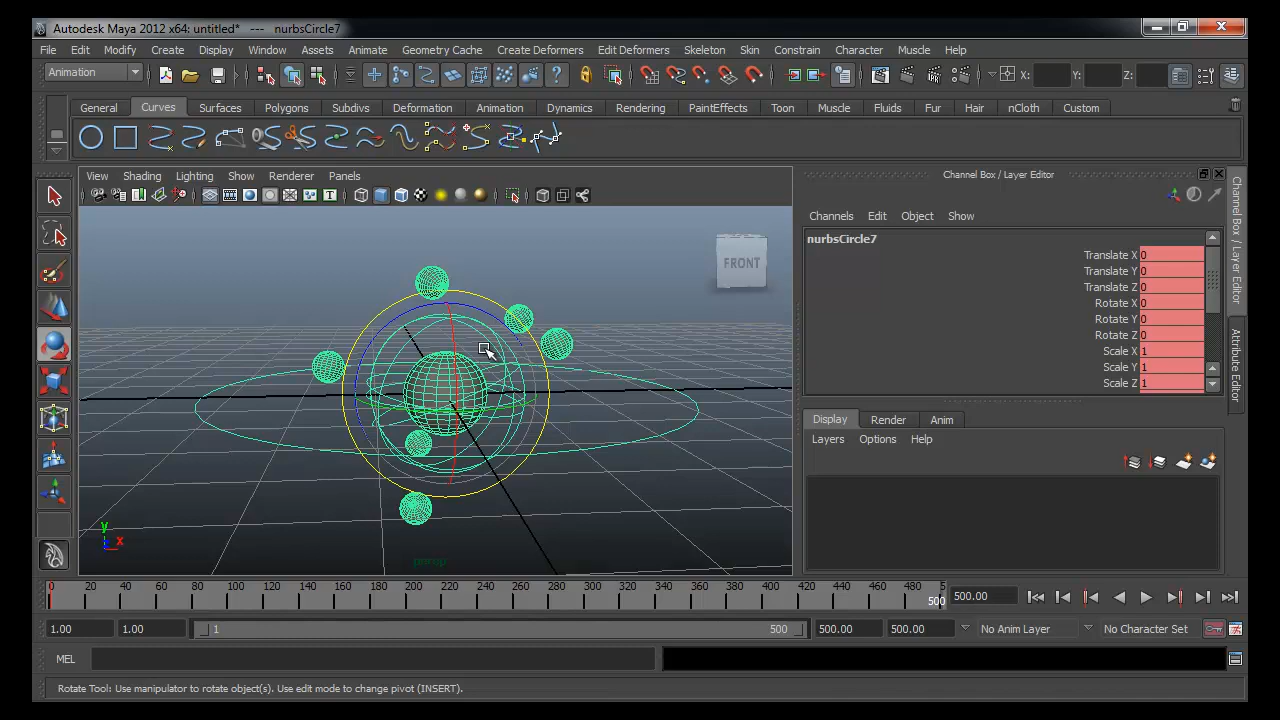 Autodesk Maya 2012 x64: untitled*   ---   nurbsCircle7
File Edit Modify Create Display Window Assets Animate Geometry Cache Create Deformers Edit Deformers Skeleton Skin Constrain Character Muscle Help
Animation X: Y: Z:
General Curves Surfaces Polygons Subdivs Deformation Animation Dynamics Rendering PaintEffects Toon Muscle Fluids Fur Hair nCloth Custom
View Shading Lighting Renderer Panels
Channel Box / Layer Editor
Channels Edit Object Show
nurbsCircle7
Translate X 0
Translate Y 0
Translate Z 0
Rotate X 0
Rotate Y 0
Rotate Z 0
Scale X 1
Scale Y 1
Scale Z 1
Channel Box / Layer Editor
Attribute Editor
FRONT
Display Render Anim
Layers Options Help
y
x
persp
0 20 40 60 80 100 120 140 160 180 200 220 240 260 280 300 320 340 360 380 400 420 440 460 480 5
500
500.00
1.00 1.00 1 500 500.00 500.00 No Anim Layer No Character Set
MEL
Rotate Tool: Use manipulator to rotate object(s). Use edit mode to change pivot (INSERT).